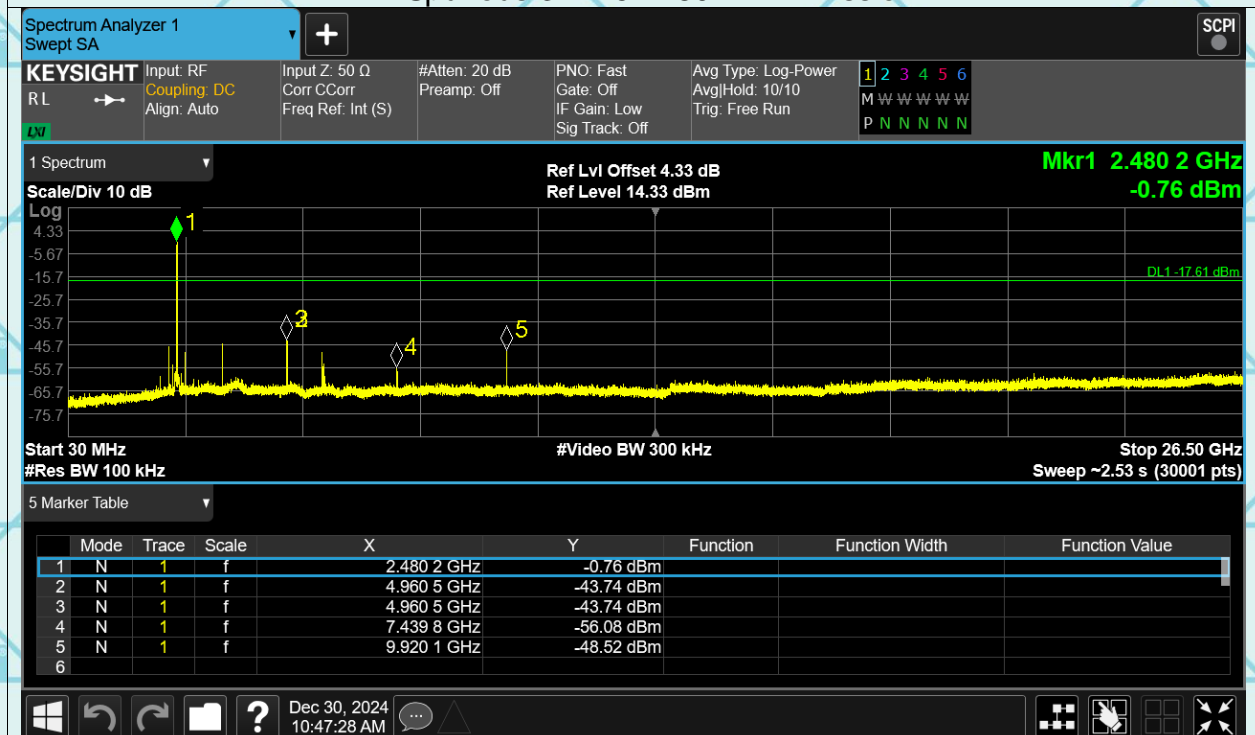 Spectrum Analyzer 1
Swept SA
+
SCPI
KEYSIGHT
RL
LXI
Input: RF
Coupling: DC
Align: Auto
Input Z: 50 Ω
Corr CCorr
Freq Ref: Int (S)
#Atten: 20 dB
Preamp: Off
PNO: Fast
Gate: Off
IF Gain: Low
Sig Track: Off
Avg Type: Log-Power
Avg|Hold: 10/10
Trig: Free Run
1 2 3 4 5 6
M W W W W W W
P N N N N N N
1 Spectrum
Scale/Div 10 dB
Ref Lvl Offset 4.33 dB
Ref Level 14.33 dBm
Mkr1 2.480 2 GHz
-0.76 dBm
Log
4.33
-5.67
-15.7
-25.7
-35.7
-45.7
-55.7
-65.7
-75.7
1
4
5
DL1 -17.61 dBm
Start 30 MHz
#Video BW 300 kHz
Stop 26.50 GHz
#Res BW 100 kHz
Sweep ~2.53 s (30001 pts)
5 Marker Table
Mode Trace Scale X Y Function Function Width Function Value
1 N 1 f 2.480 2 GHz -0.76 dBm
2 N 1 f 4.960 5 GHz -43.74 dBm
3 N 1 f 4.960 5 GHz -43.74 dBm
4 N 1 f 7.439 8 GHz -56.08 dBm
5 N 1 f 9.920 1 GHz -48.52 dBm
6
?
Dec 30, 2024
10:47:28 AM